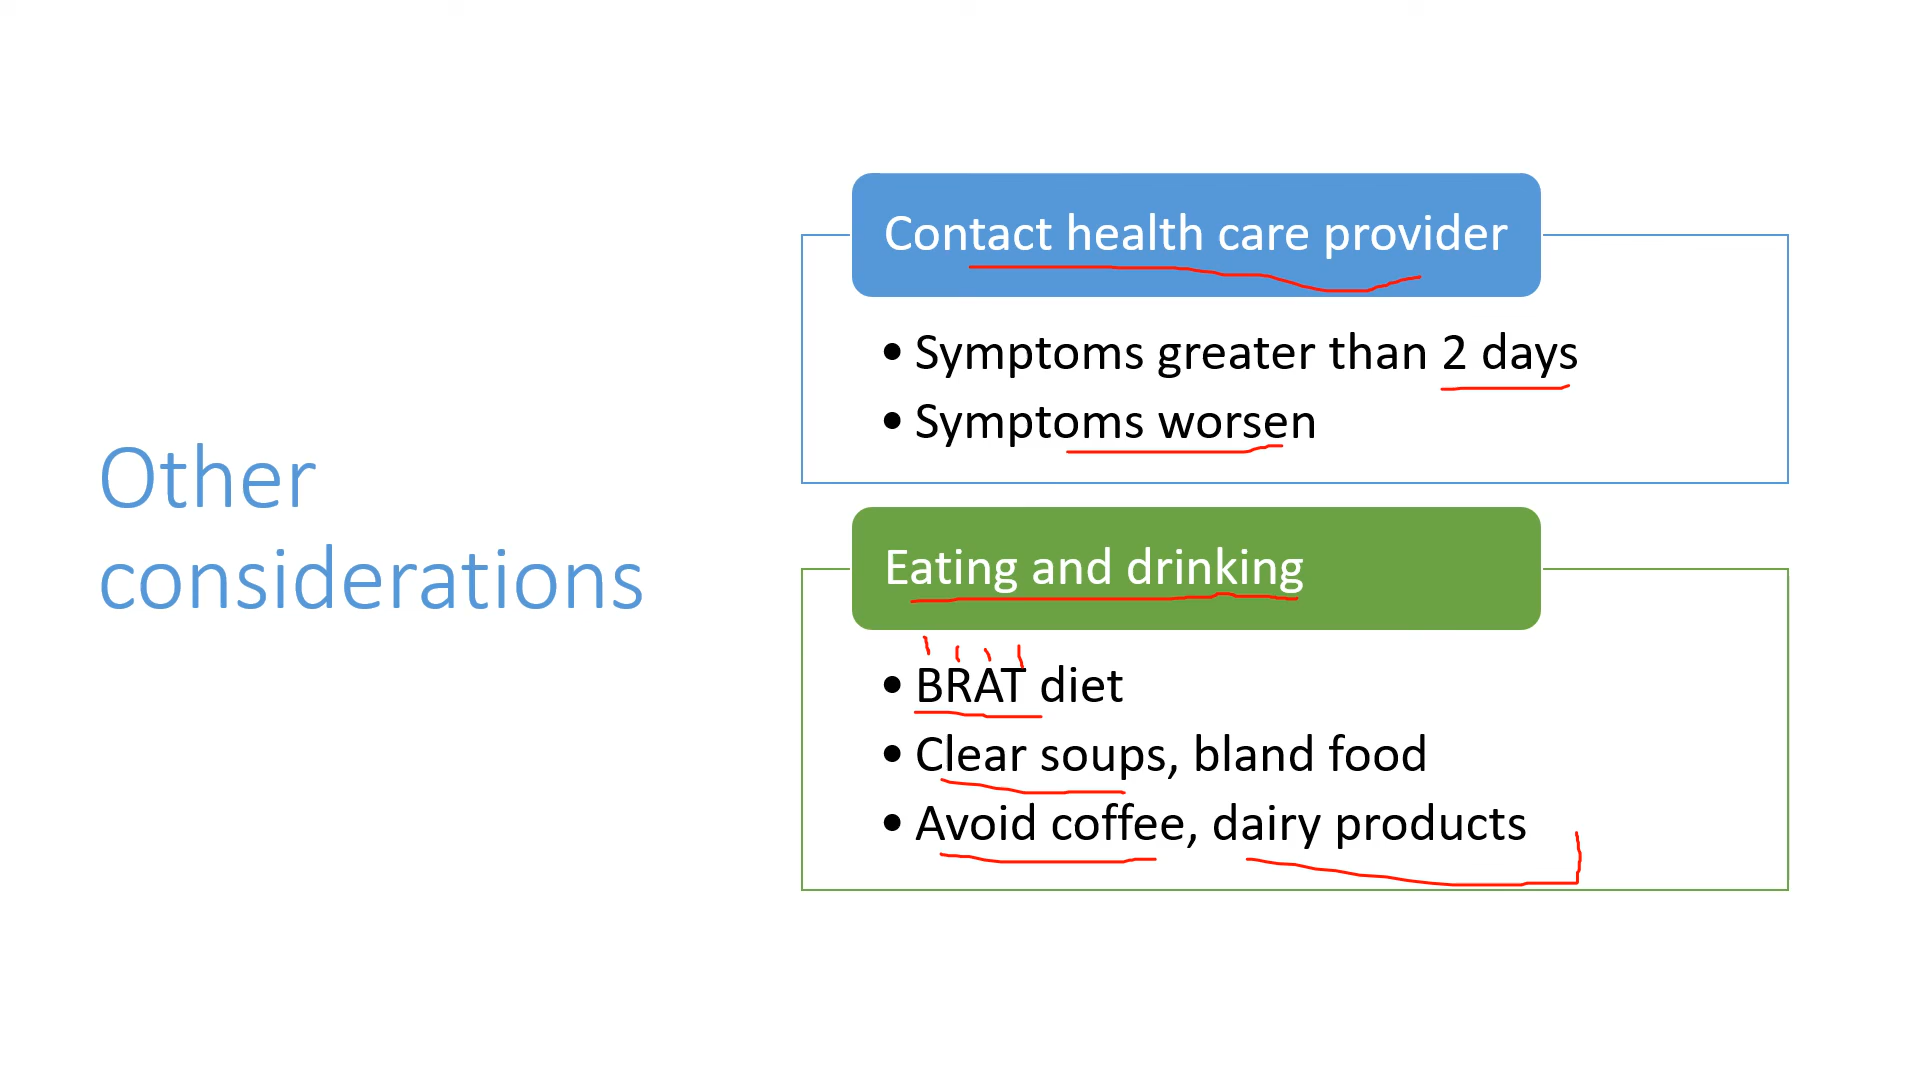 Other
considerations
Contact health care provider
• Symptoms greater than 2 days
• Symptoms worsen
Eating and drinking
• BRAT diet
• Clear soups, bland food
• Avoid coffee, dairy products